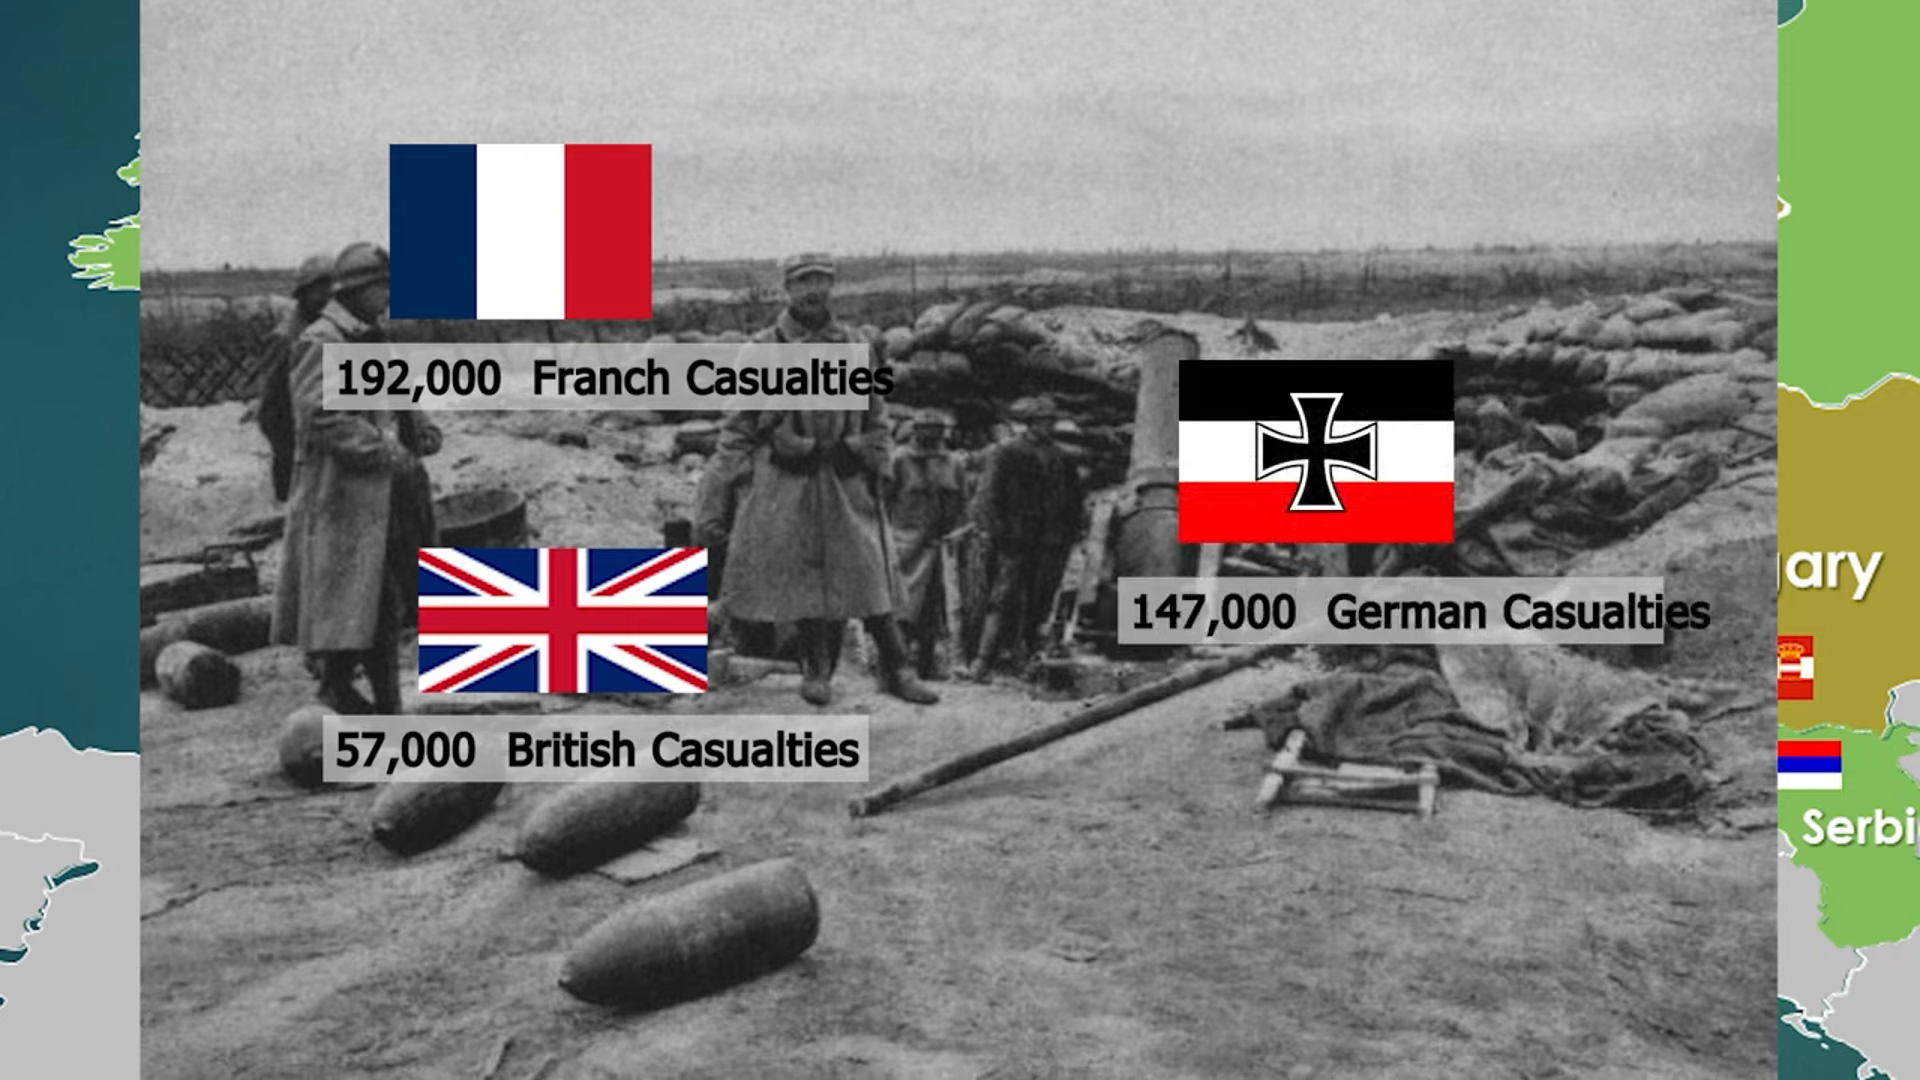 192,000 Franch Casualties
147,000 German Casualties
57,000 British Casualties
ary
Serbi